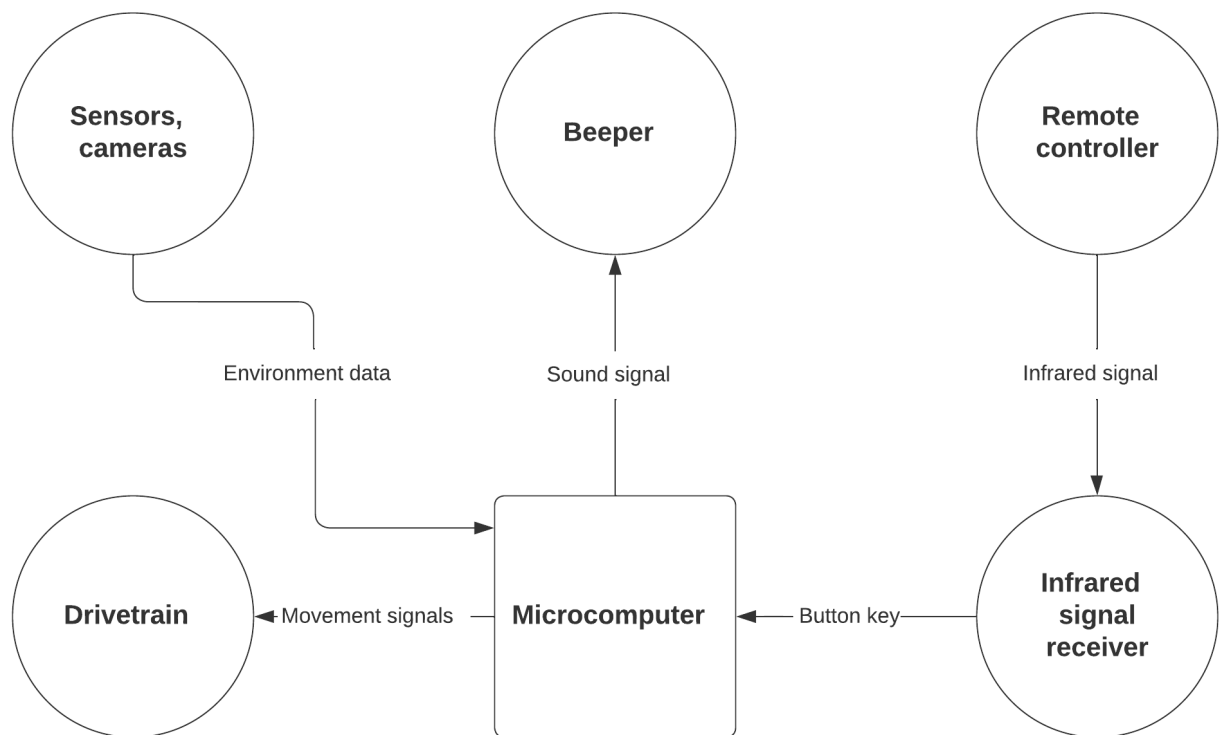 Sensors,
cameras
Beeper
Remote
controller
Environment data
Sound signal
Infrared signal
Drivetrain
Movement signals
Microcomputer
Button key
Infrared
signal
receiver